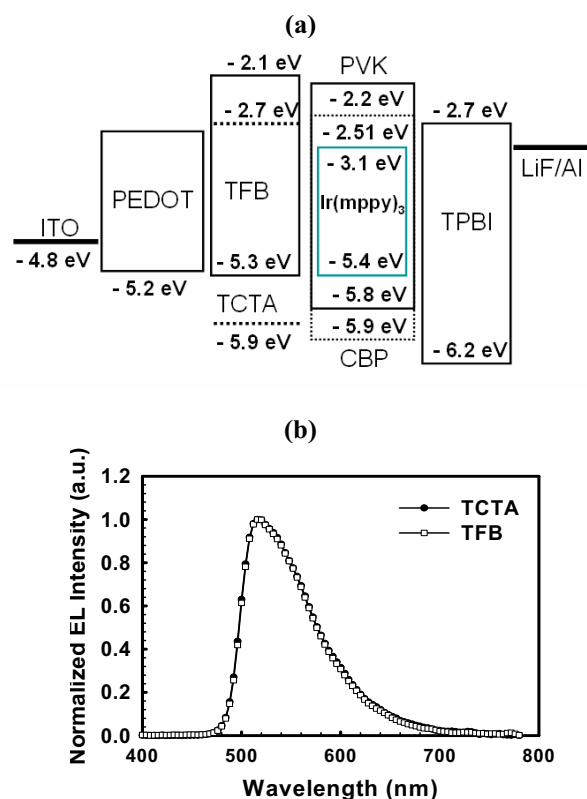 (a)
- 2.1 eV
PVK
- 2.7 eV
- 2.2 eV
- 2.7 eV
- 2.51 eV
- 3.1 eV
LiF/Al
PEDOT
TFB
Ir(mppy)3
TPBI
ITO
- 4.8 eV
- 5.3 eV
- 5.4 eV
- 5.2 eV
- 5.8 eV
TCTA
- 5.9 eV
- 5.9 eV
CBP
- 6.2 eV
(b)
Normalized EL Intensity (a.u.)
1.2
1.0
0.8
0.6
0.4
0.2
0.0
TCTA
TFB
400 500 600 700 800
Wavelength (nm)